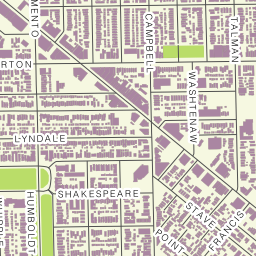 MENTO
CAMPBELL
TALMAN
RTON
WASHTENAW
LYNDALE
SHAKESPEARE
HUMBOLDT
STAVE
FRANCIS
POINT